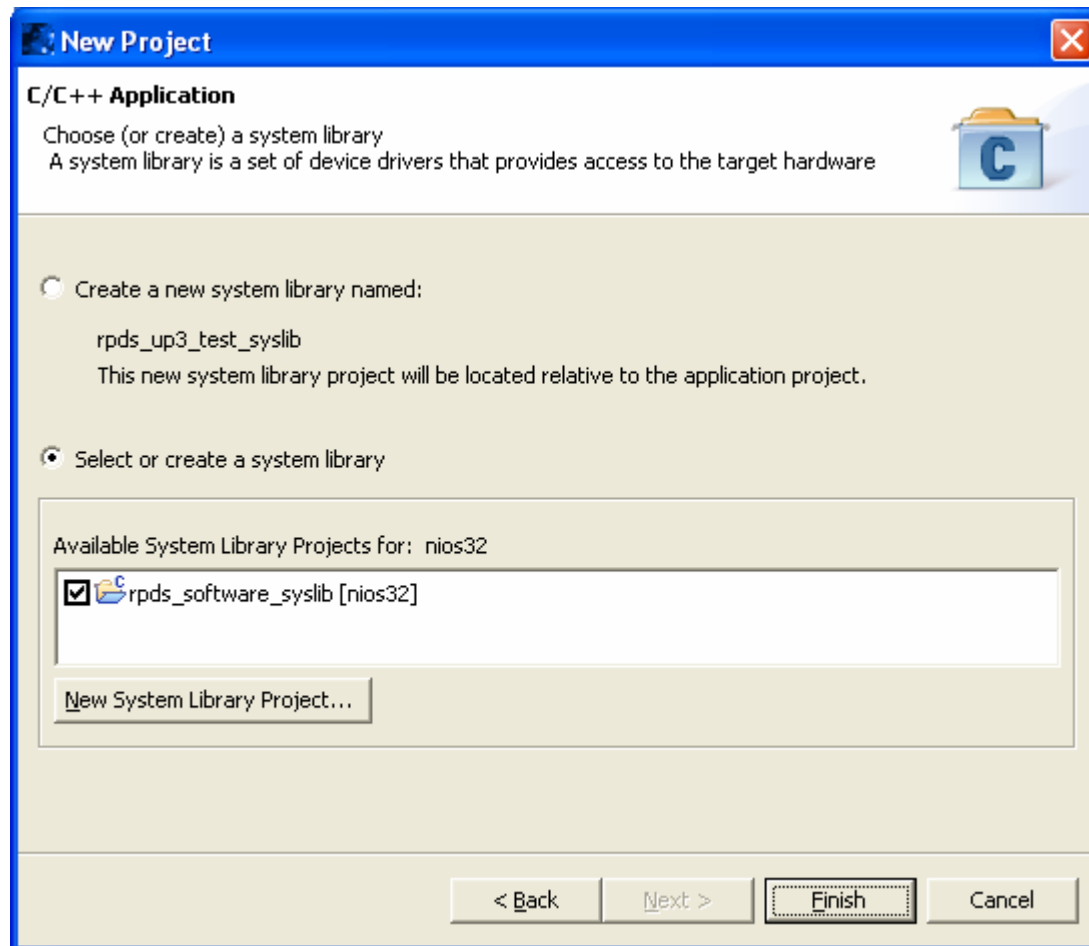 New Project
C/C++ Application
Choose (or create) a system library
A system library is a set of device drivers that provides access to the target hardware
C
Create a new system library named:
rpds_up3_test_syslib
This new system library project will be located relative to the application project.
Select or create a system library
Available System Library Projects for: nios32
C
rpds_software_syslib [nios32]
New System Library Project...
< Back Next > Finish Cancel